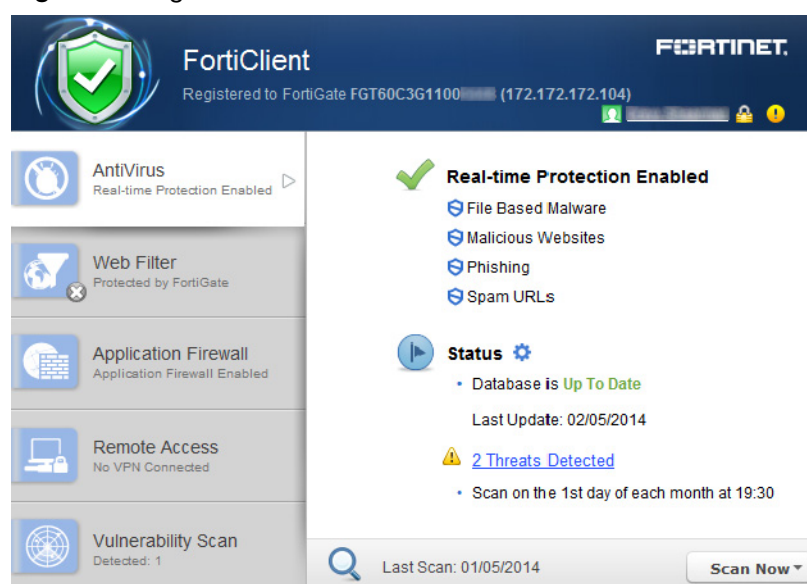 FortiClient
FORTINET.
Registered to FortiGate FGT60C3G1100 (172.172.172.104)
AntiVirus
Real-time Protection Enabled
Web Filter
Protected by FortiGate
Application Firewall
Application Firewall Enabled
Remote Access
No VPN Connected
Vulnerability Scan
Detected: 1
Real-time Protection Enabled
File Based Malware
Malicious Websites
Phishing
Spam URLs
Status
• Database is Up To Date
Last Update: 02/05/2014
2 Threats Detected
• Scan on the 1st day of each month at 19:30
Last Scan: 01/05/2014
Scan Now